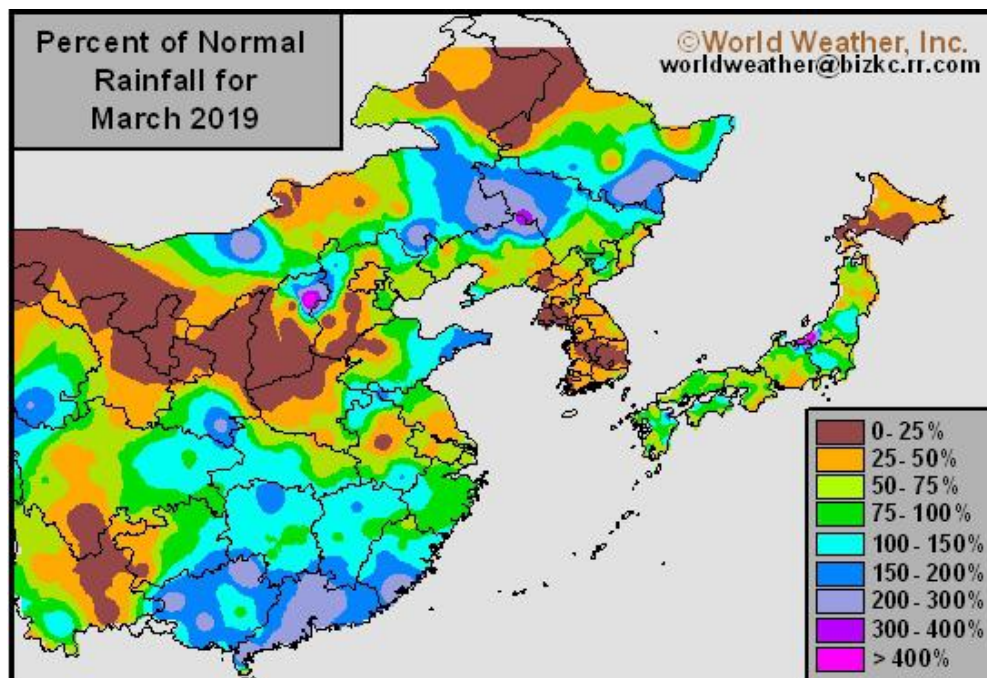 Percent of Normal
Rainfall for
March 2019
©World Weather, Inc.
worldweather@bizkc.rr.com
0- 25%
25- 50%
50- 75%
75- 100%
100 - 150%
150 - 200%
200 - 300%
300 - 400%
> 400%